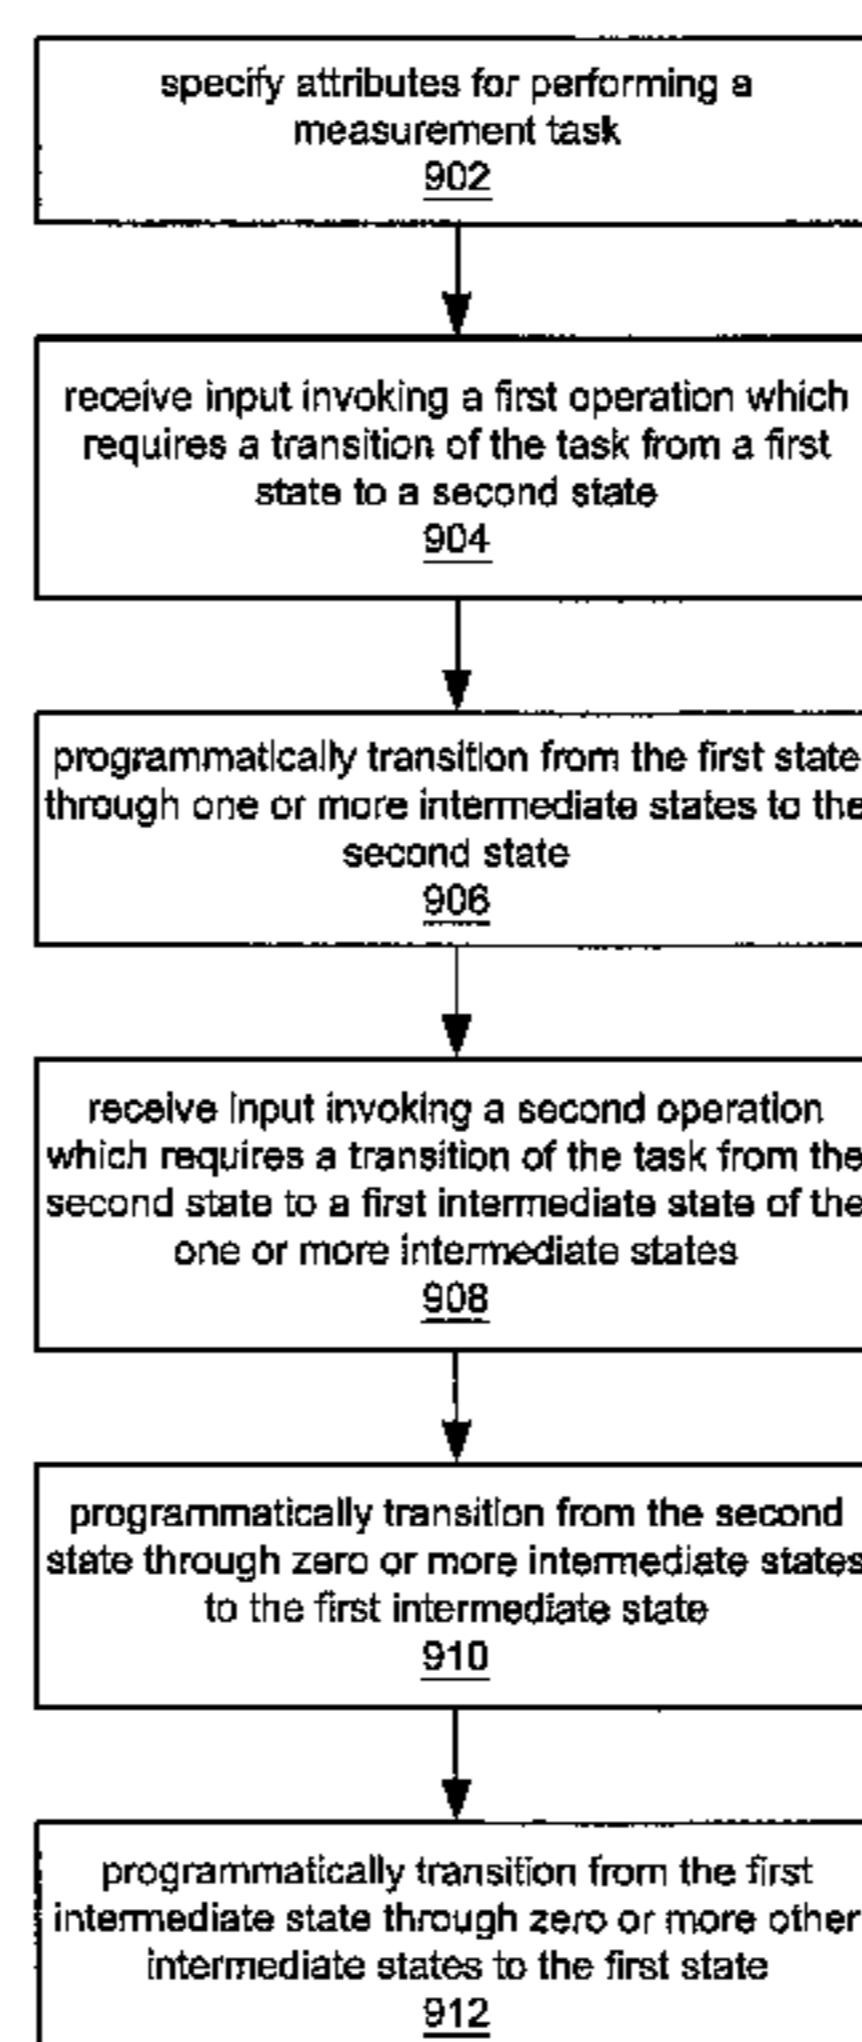 specify attributes for performing a
measurement task
902
receive input invoking a first operation which
requires a transition of the task from a first
state to a second state
904
programmatically transition from the first state
through one or more intermediate states to the
second state
906
receive input invoking a second operation
which requires a transition of the task from the
second state to a first intermediate state of the
one or more intermediate states
908
programmatically transition from the second
state through zero or more intermediate states
to the first intermediate state
910
programmatically transition from the first
intermediate state through zero or more other
intermediate states to the first state
912